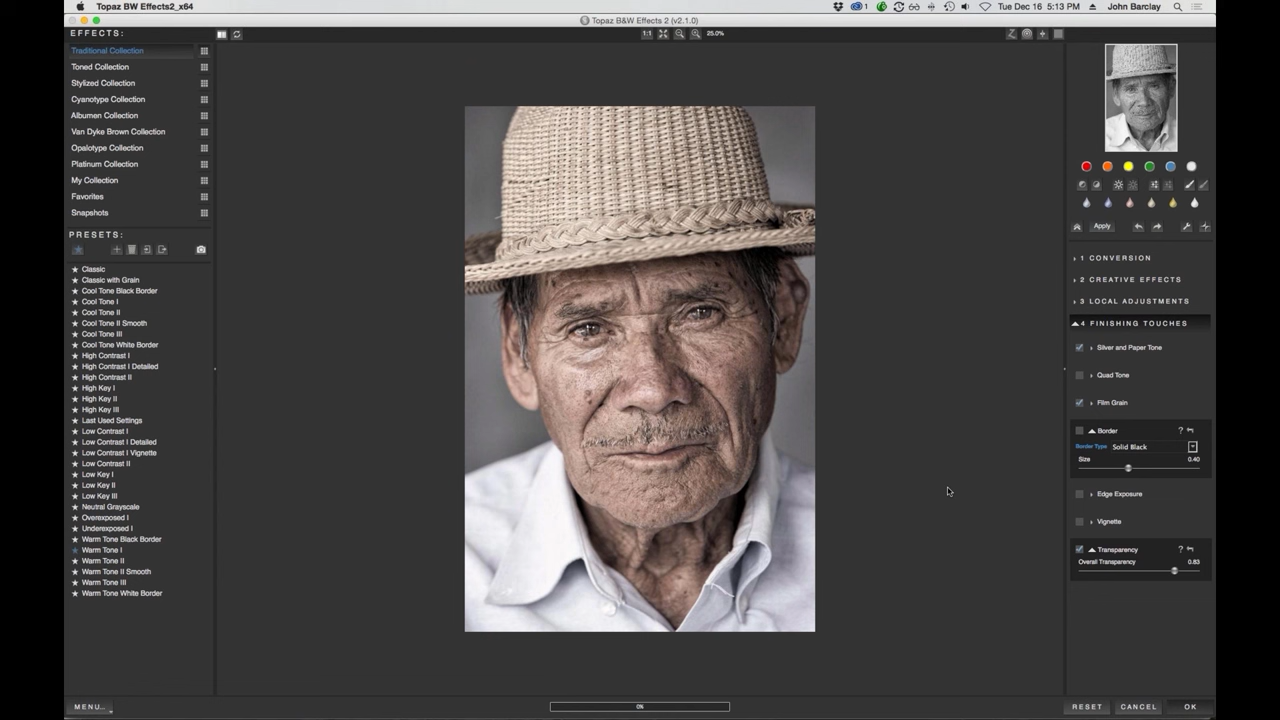 Topaz BW Effects2_x64
1
Tue Dec 16 5:13 PM
John Barclay
Topaz B&W Effects 2 (v2.1.0)
EFFECTS:
1:1
25.0%
Traditional Collection
Toned Collection
Stylized Collection
Cyanotype Collection
Albumen Collection
Van Dyke Brown Collection
Opalotype Collection
Platinum Collection
My Collection
Favorites
Snapshots
PRESETS:
Classic
Classic with Grain
Cool Tone Black Border
Cool Tone I
Cool Tone II
Cool Tone II Smooth
Cool Tone III
Cool Tone White Border
High Contrast I
High Contrast I Detailed
High Contrast II
High Key I
High Key II
High Key III
Last Used Settings
Low Contrast I
Low Contrast I Detailed
Low Contrast I Vignette
Low Contrast II
Low Key I
Low Key II
Low Key III
Neutral Grayscale
Overexposed I
Underexposed I
Warm Tone Black Border
Warm Tone I
Warm Tone II
Warm Tone II Smooth
Warm Tone III
Warm Tone White Border
MENU...
0%
Apply
1 CONVERSION
2 CREATIVE EFFECTS
3 LOCAL ADJUSTMENTS
4 FINISHING TOUCHES
Silver and Paper Tone
Quad Tone
Film Grain
Border ?
Border Type Solid Black
Size 0.40
Edge Exposure
Vignette
Transparency ?
Overall Transparency 0.83
RESET CANCEL OK